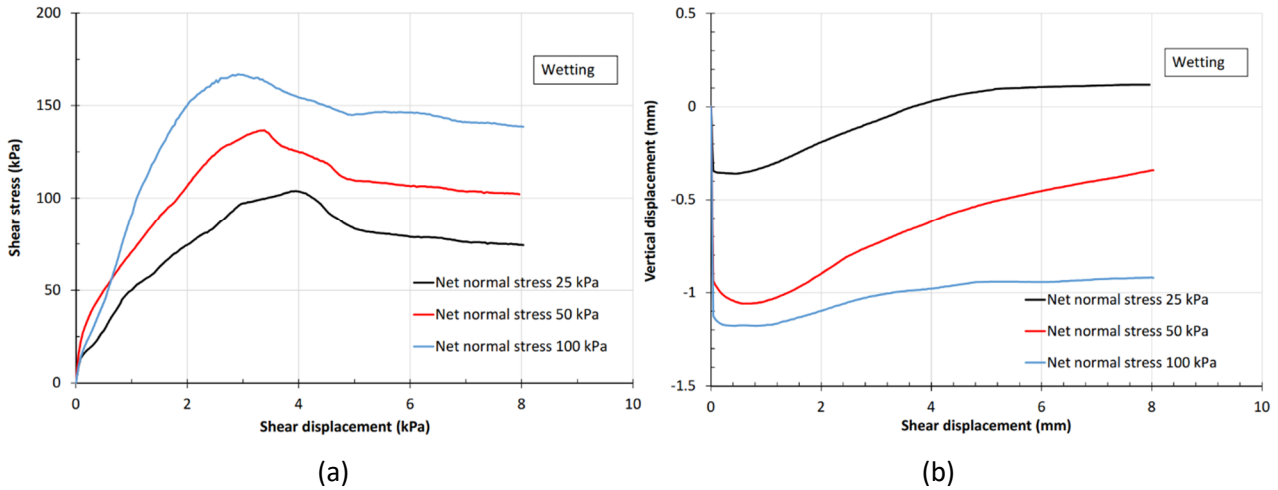 200
150
100
50
0
Shear stress (kPa)
Wetting
Net normal stress 25 kPa
Net normal stress 50 kPa
Net normal stress 100 kPa
0 2 4 6 8 10
Shear displacement (kPa)
(a)
0.5
0
-0.5
-1
-1.5
Vertical displacement (mm)
Wetting
Net normal stress 25 kPa
Net normal stress 50 kPa
Net normal stress 100 kPa
0 2 4 6 8 10
Shear displacement (mm)
(b)